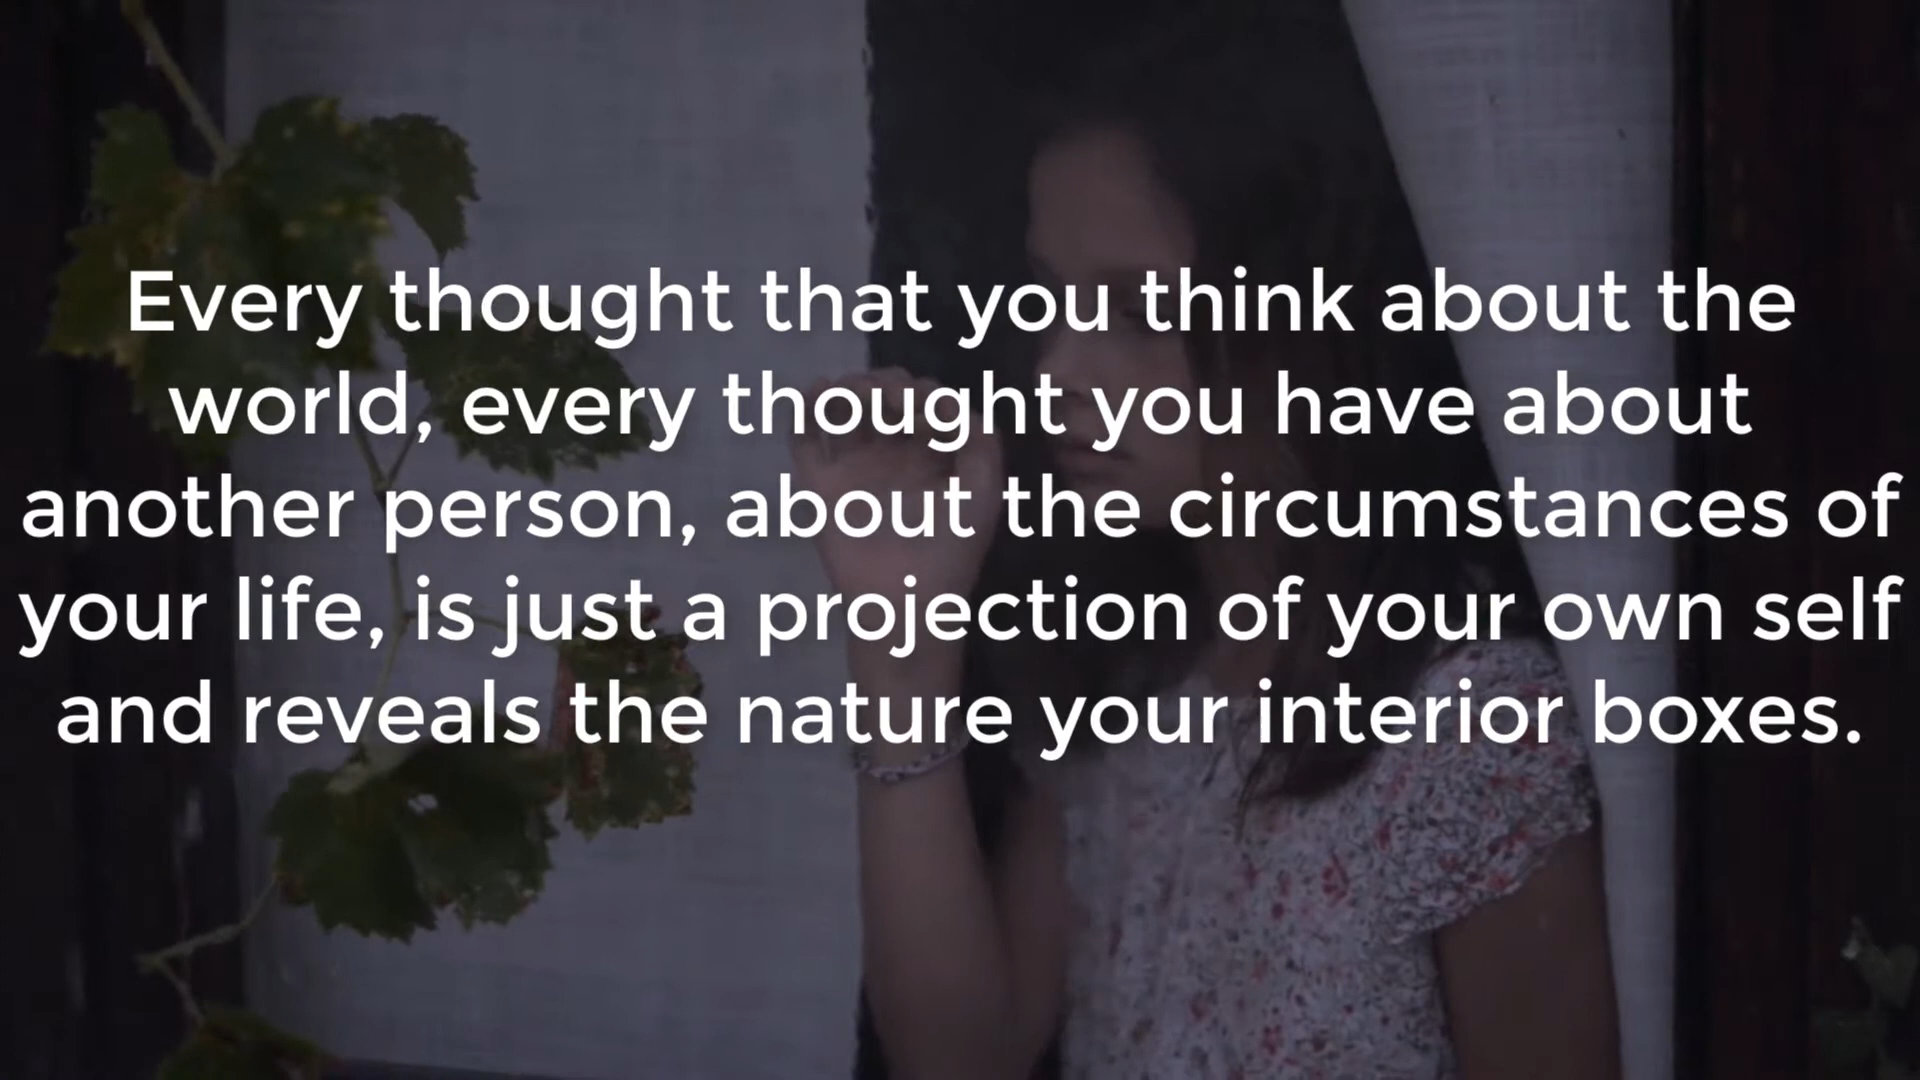 Every thought that you think about the
world, every thought you have about
another person, about the circumstances of
your life, is just a projection of your own self
and reveals the nature your interior boxes.